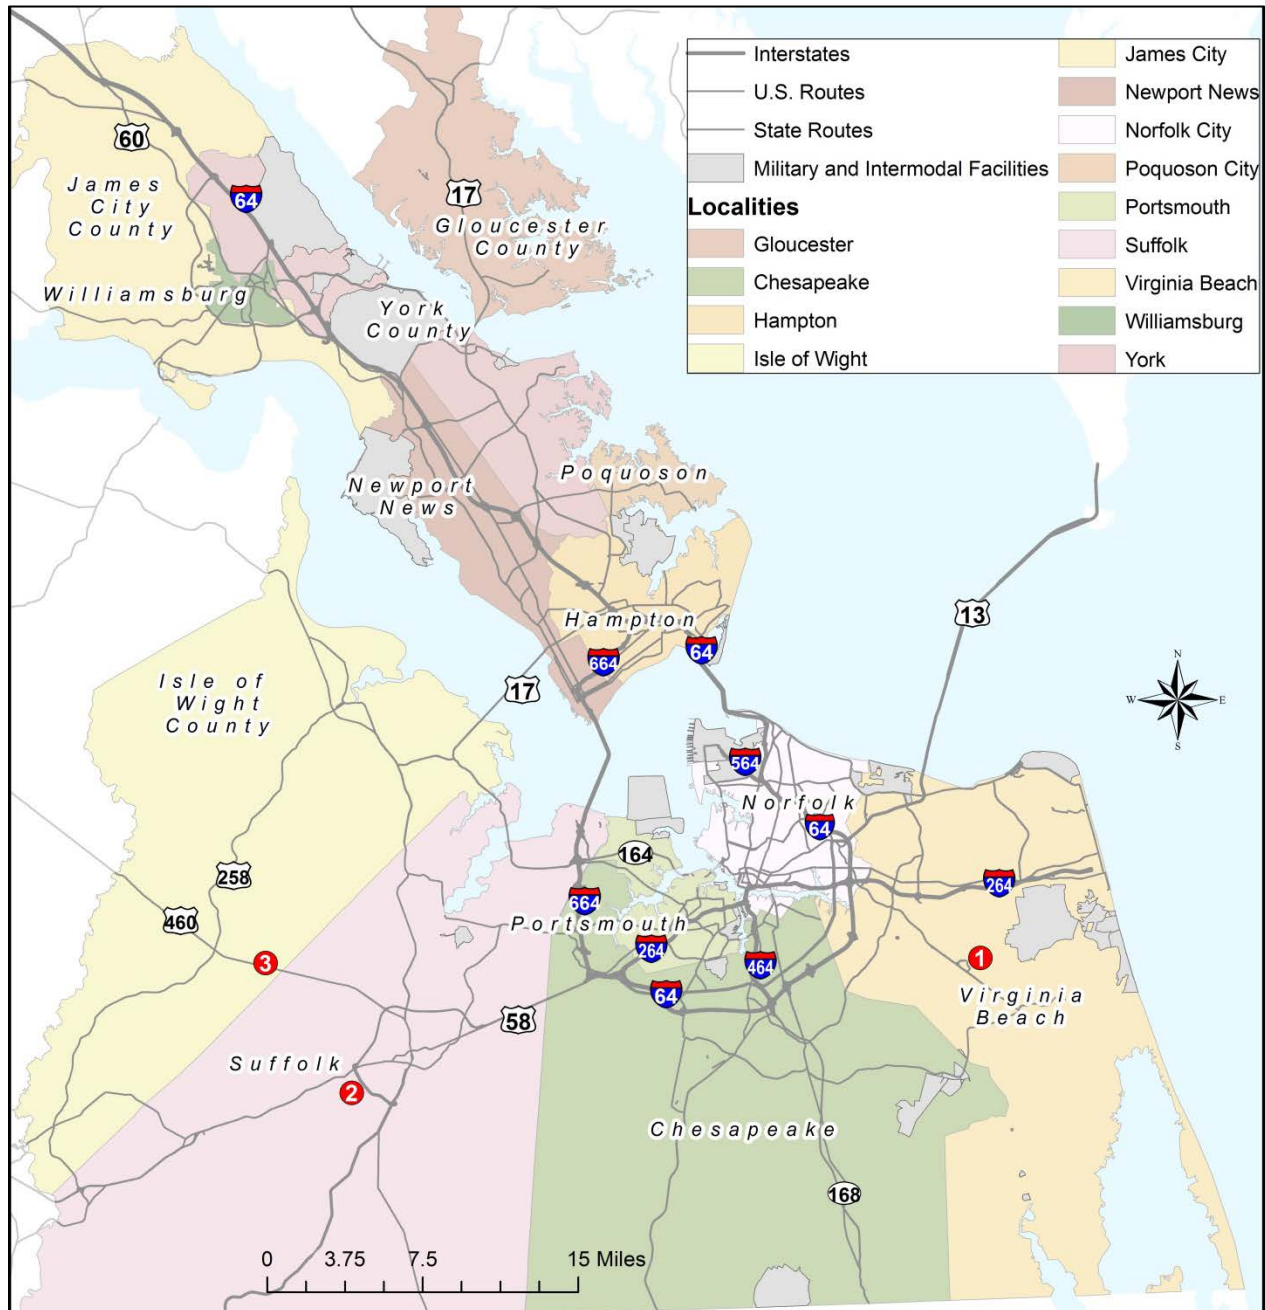 Interstates
U.S. Routes
State Routes
Military and Intermodal Facilities
Localities
Gloucester
Chesapeake
Hampton
Isle of Wight
James City
Newport News
Norfolk City
Poquoson City
Portsmouth
Suffolk
Virginia Beach
Williamsburg
York
60
James
City
County
64
17
Gloucester
County
Williamsburg
York
County
Newport
News
Poquoson
Hampton
13
664
64
17
Isle of
Wight
County
N
W
E
S
564
Norfolk
64
164
258
264
664
460
Portsmouth
264
464
3
1
64
Virginia
Beach
58
Suffolk
2
Chesapeake
168
0
3.75
7.5
15 Miles